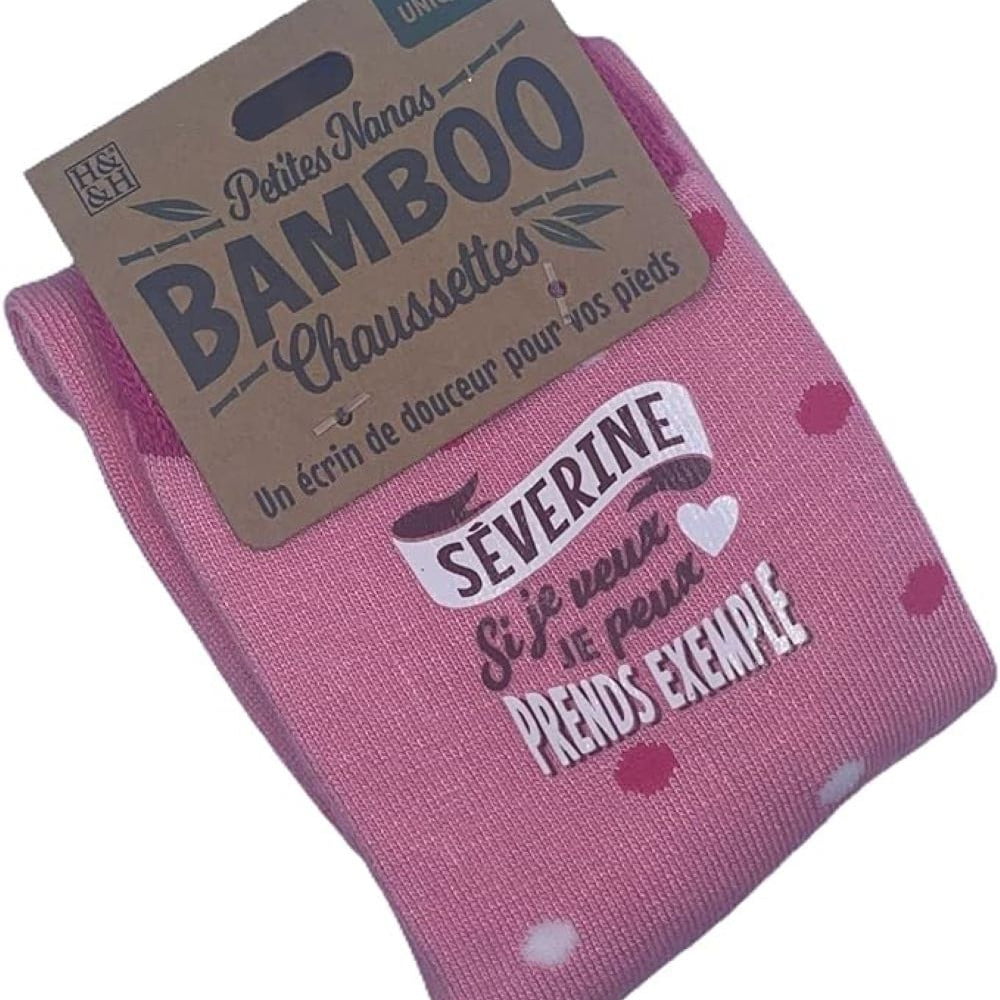 H&
&H
Petites Nanas
BAMBOO
Chaussettes
Un écrin de douceur pour vos pieds
SÉVERINE
Si je veux
JE peux
PRENDS EXEMPLE